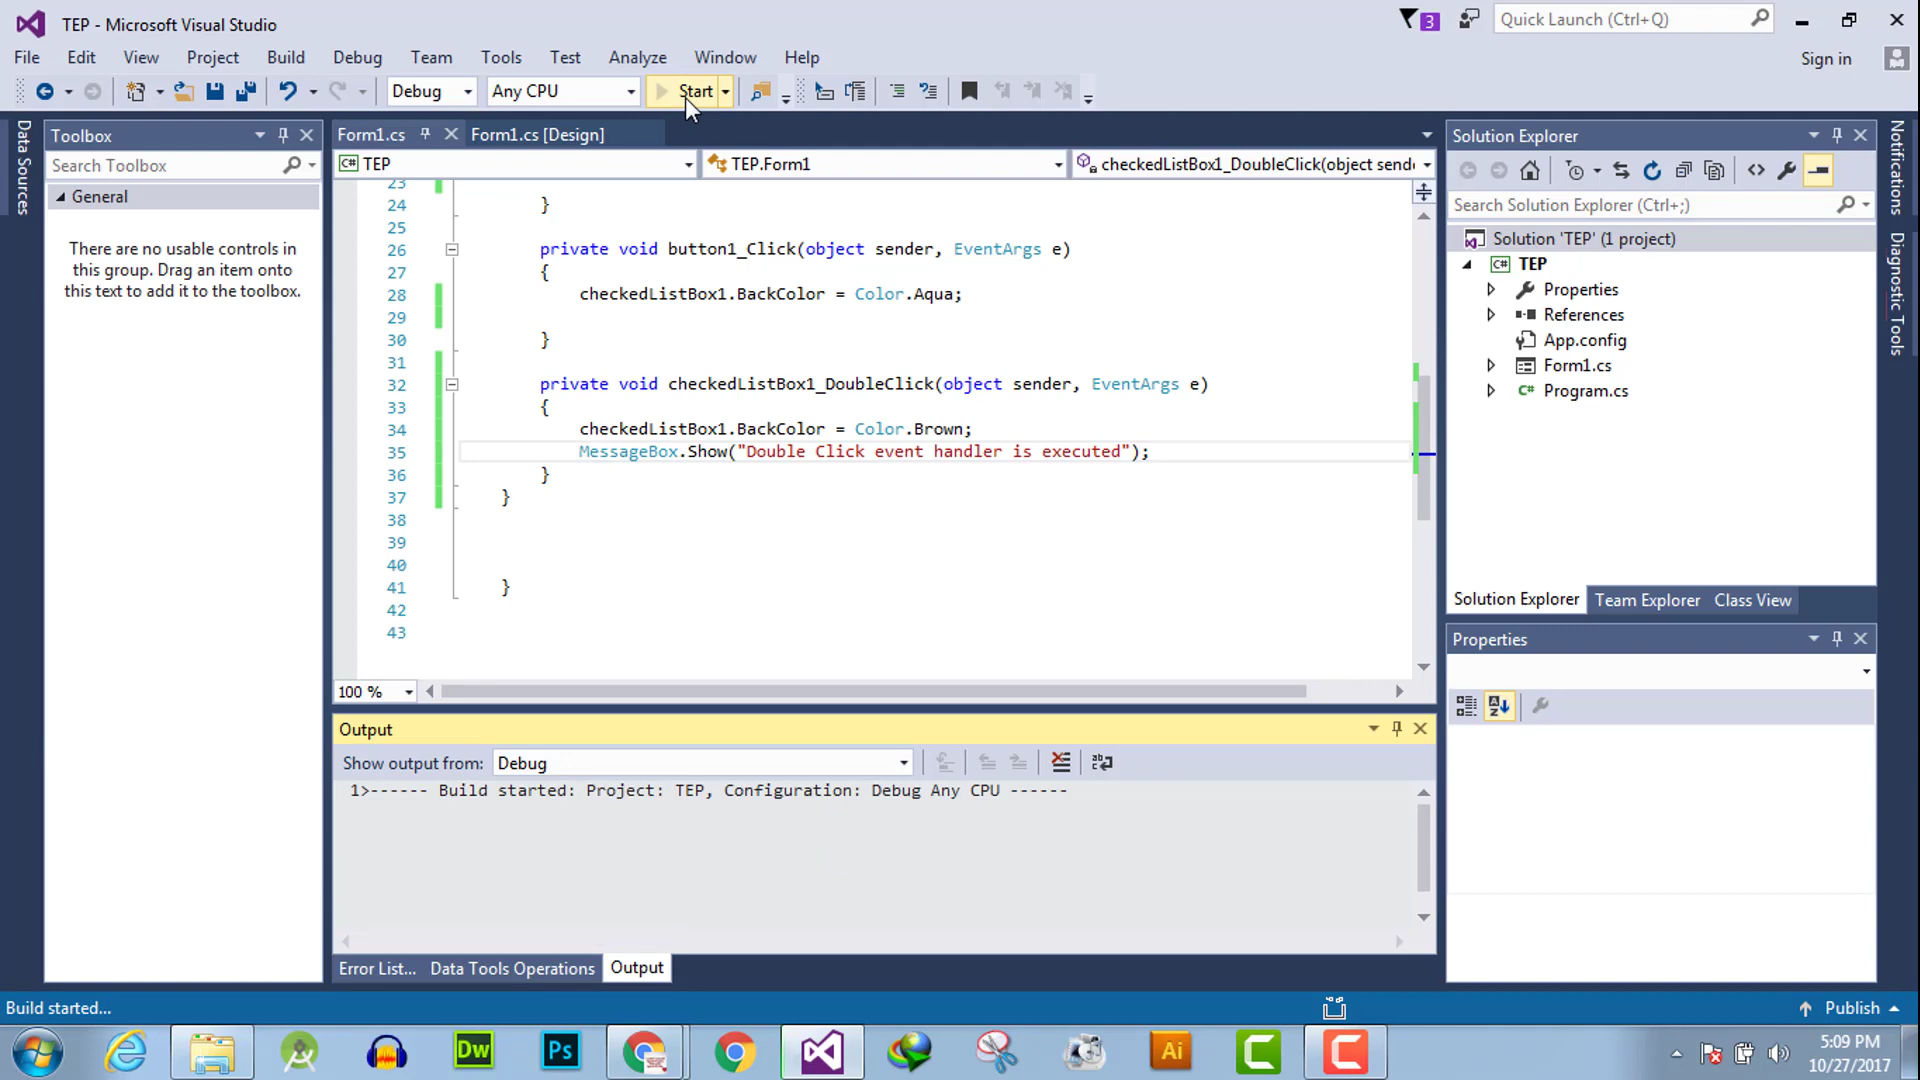 TEP - Microsoft Visual Studio
3
Quick Launch (Ctrl+Q)
File Edit View Project Build Debug Team Tools Test Analyze Window Help
Sign in
Debug Any CPU Start
Data Sources
Toolbox
Search Toolbox
General
There are no usable controls in
this group. Drag an item onto
this text to add it to the toolbox.
Form1.cs Form1.cs [Design]
TEP TEP.Form1 checkedListBox1_DoubleClick(object sende
23
24 }
25
26 private void button1_Click(object sender, EventArgs e)
27 {
28 checkedListBox1.BackColor = Color.Aqua;
29
30 }
31
32 private void checkedListBox1_DoubleClick(object sender, EventArgs e)
33 {
34 checkedListBox1.BackColor = Color.Brown;
35 MessageBox.Show("Double Click event handler is executed");
36 }
37 }
38
39
40
41 }
42
43
100 %
Output
Show output from: Debug
1>------ Build started: Project: TEP, Configuration: Debug Any CPU ------
Error List... Data Tools Operations Output
Solution Explorer
Search Solution Explorer (Ctrl+;)
Solution 'TEP' (1 project)
C# TEP
Properties
References
App.config
Form1.cs
C# Program.cs
Solution Explorer Team Explorer Class View
Properties
Notifications
Diagnostic Tools
Build started...
Publish
Dw
Ps
Ai
5:09 PM
10/27/2017